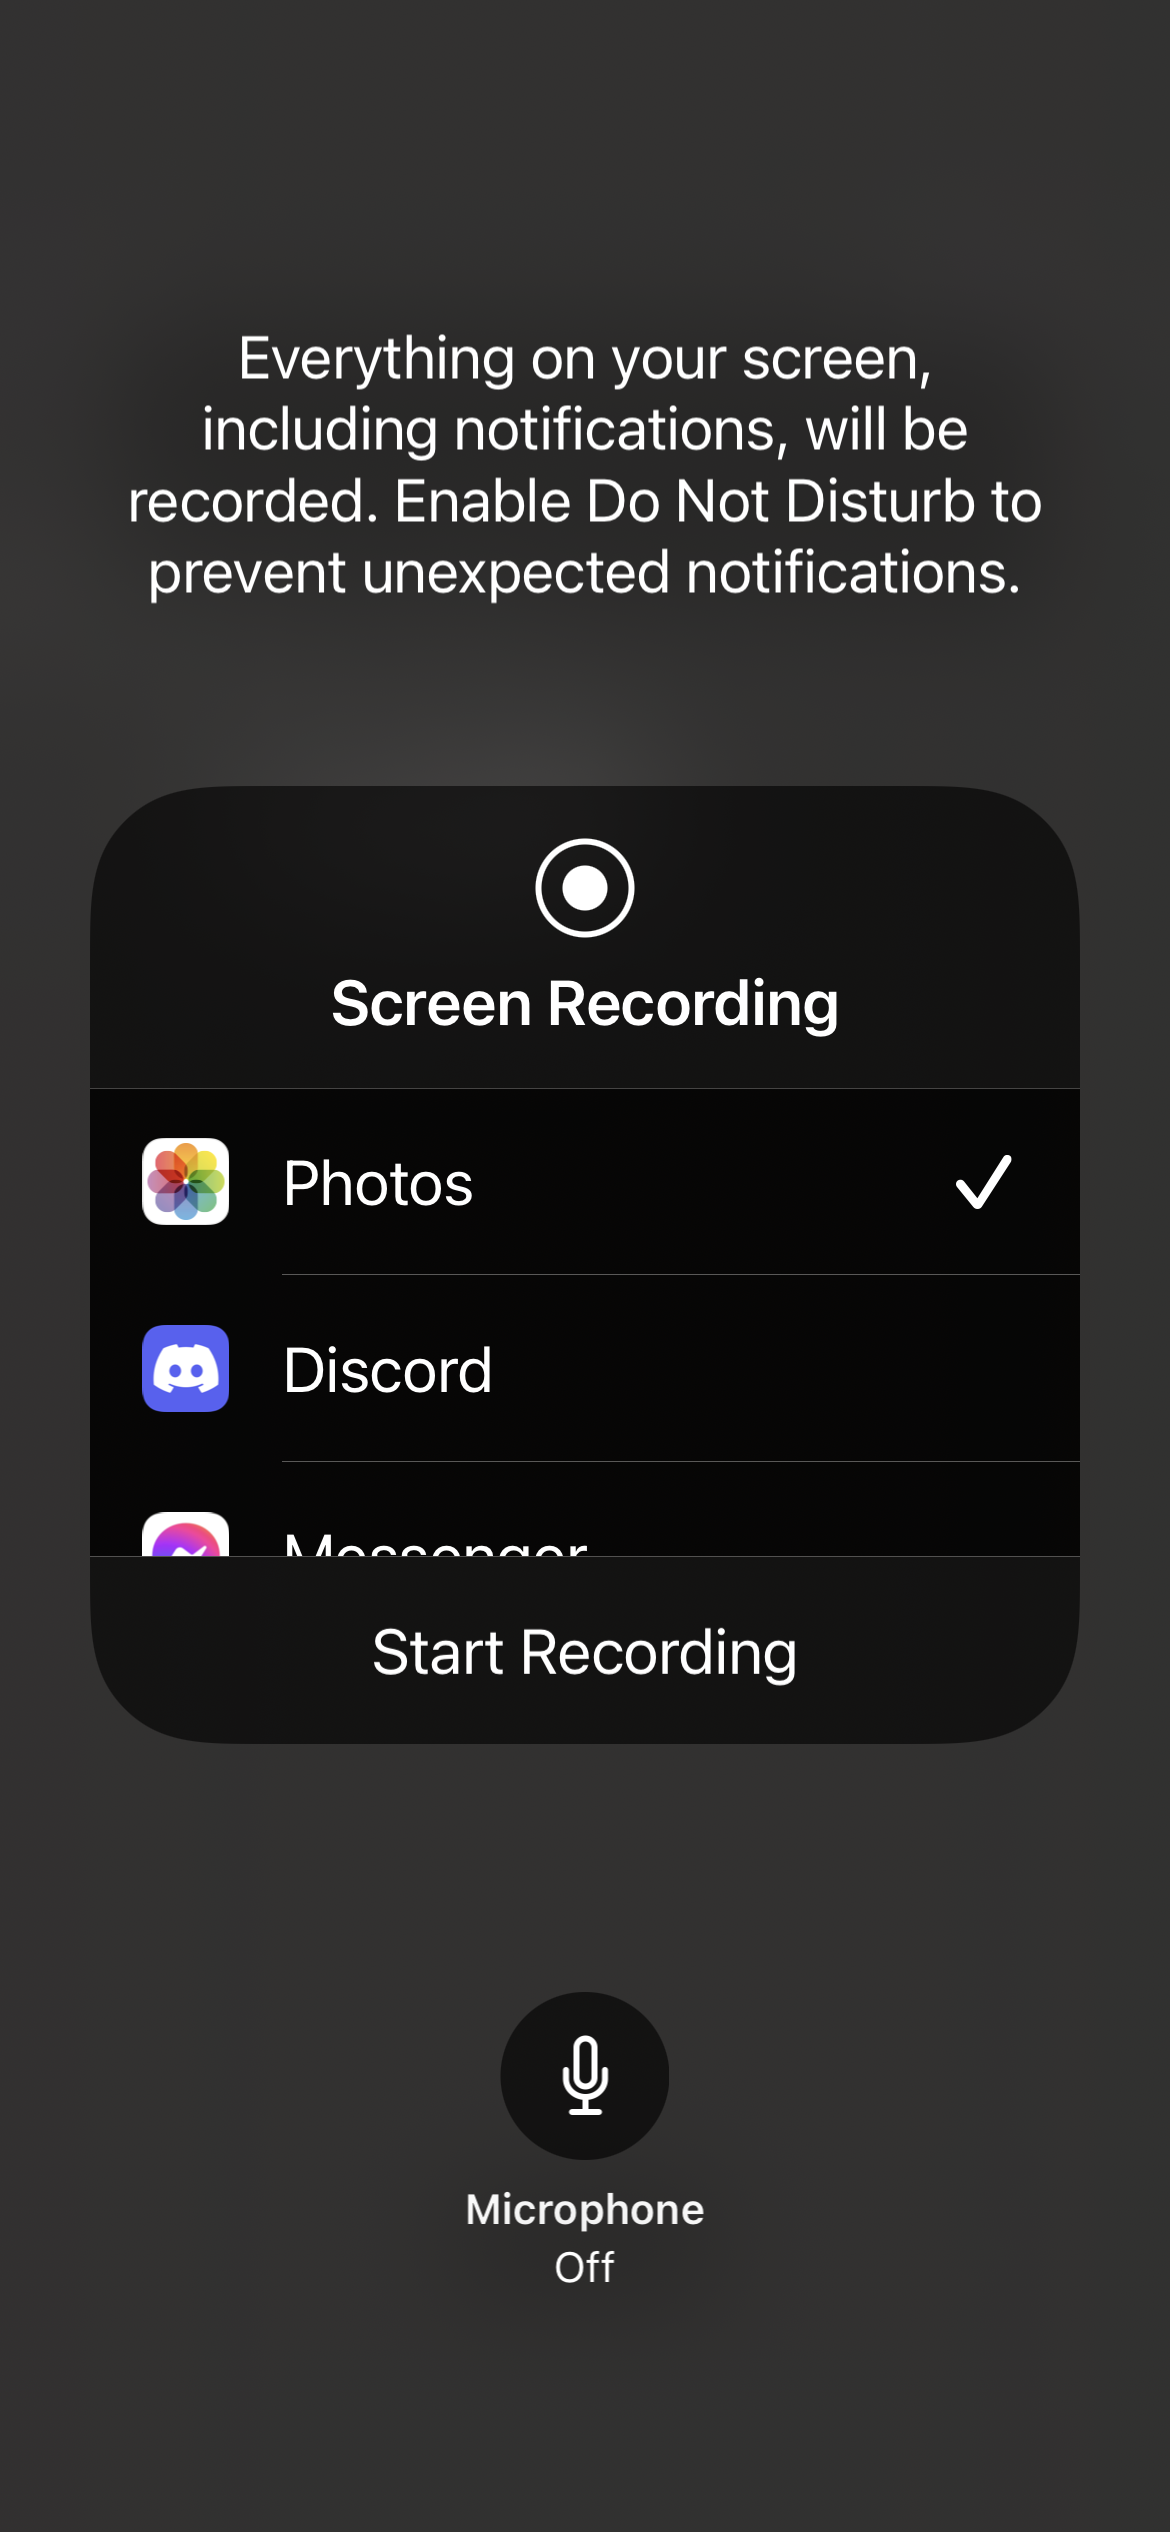 Everything on your screen,
including notifications, will be
recorded. Enable Do Not Disturb to
prevent unexpected notifications.
Screen Recording
Photos
Discord
Messenger
Start Recording
Microphone
Off